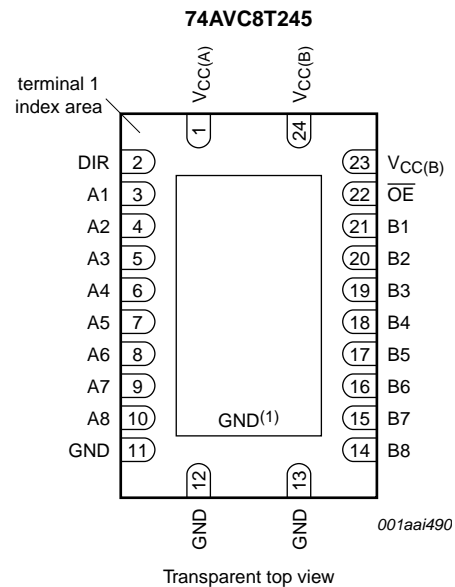 74AVC8T245
terminal 1
index area
VCC(A)
VCC(B)
1
24
DIR 2
23 VCC(B)
A1 3
22 OE
A2 4
21 B1
A3 5
20 B2
A4 6
19 B3
A5 7
18 B4
A6 8
17 B5
A7 9
16 B6
A8 10
15 B7
GND(1)
GND 11
14 B8
12
13
GND
GND
001aai490
Transparent top view